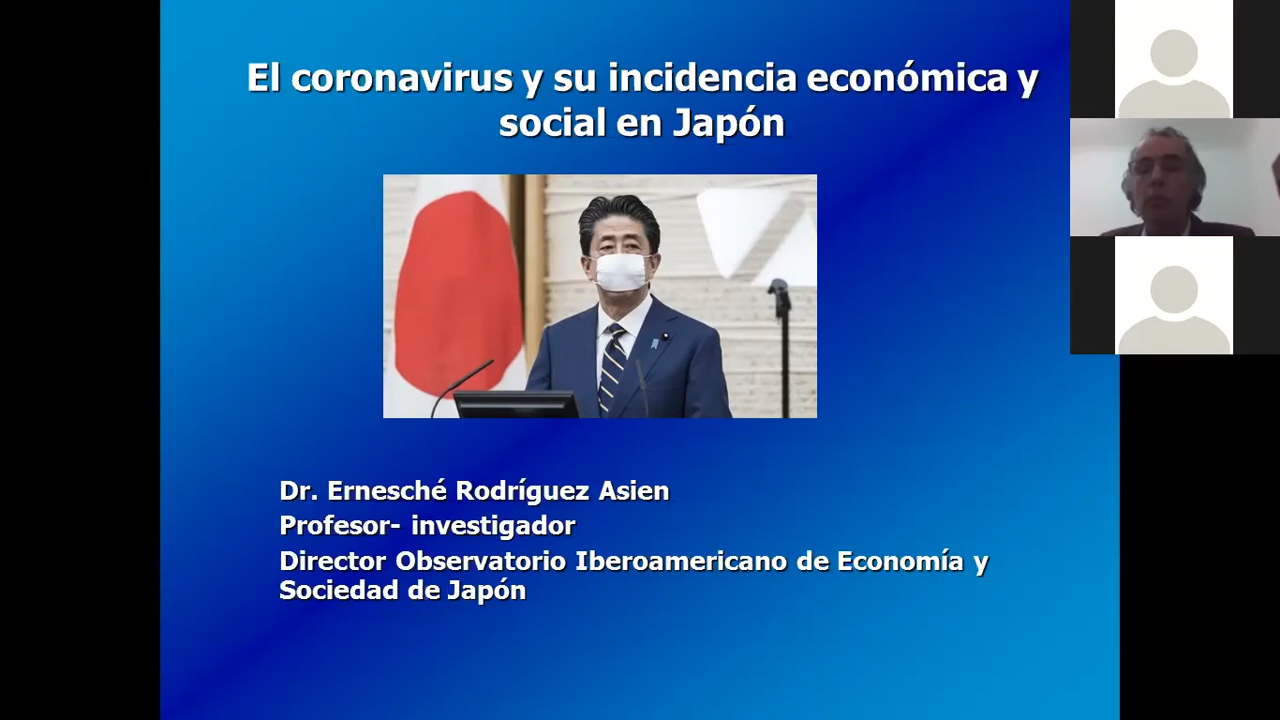 El coronavirus y su incidencia económica y
social en Japón
Dr. Ernesché Rodríguez Asien
Profesor- investigador
Director Observatorio Iberoamericano de Economía y
Sociedad de Japón